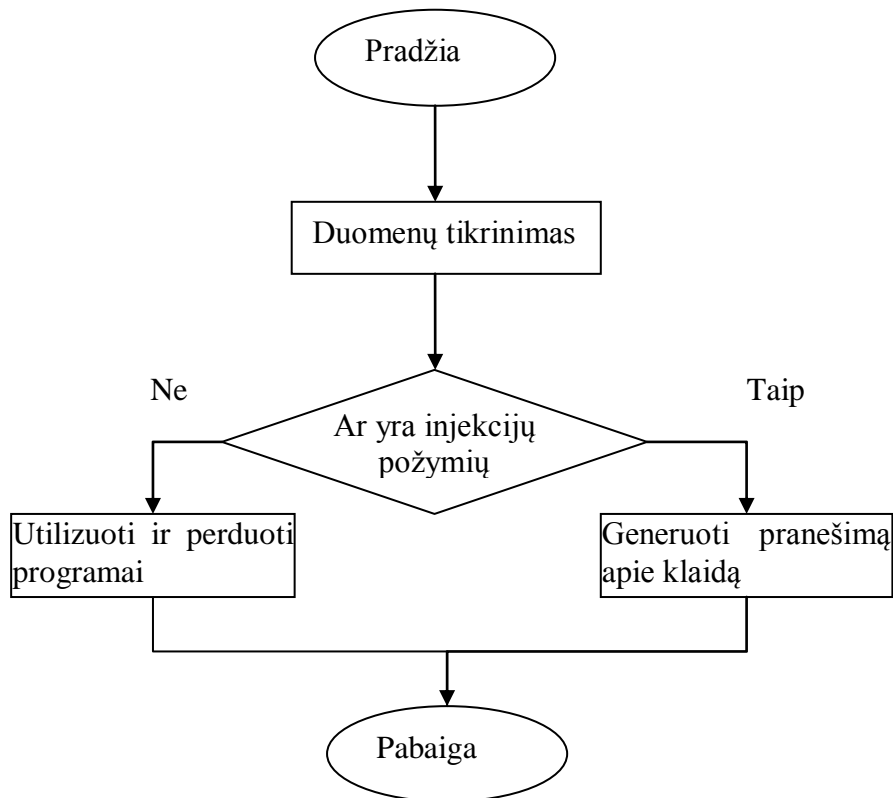 Pradžia
Duomenų tikrinimas
Ne
Taip
Ar yra injekcijų
požymių
Utilizuoti ir perduoti
programai
Generuoti pranešimą
apie klaidą
Pabaiga